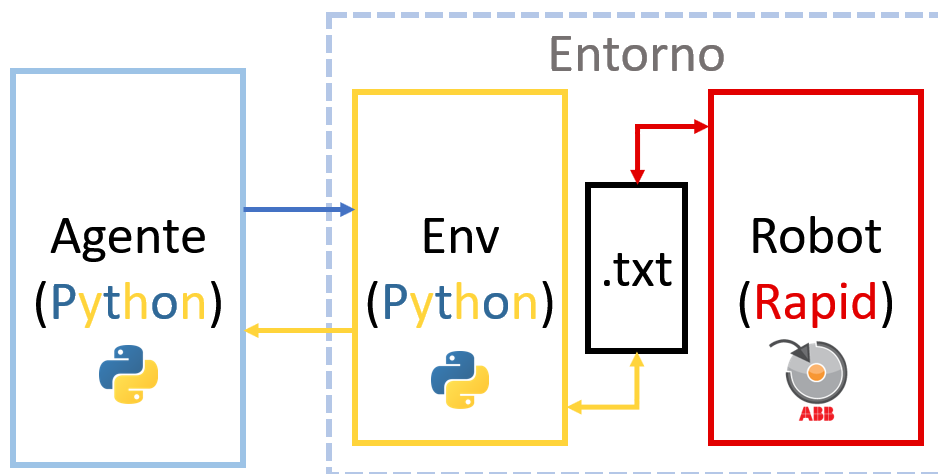 Entorno
Agente
(Python)
Env
(Python)
.txt
Robot
(Rapid)
ABB